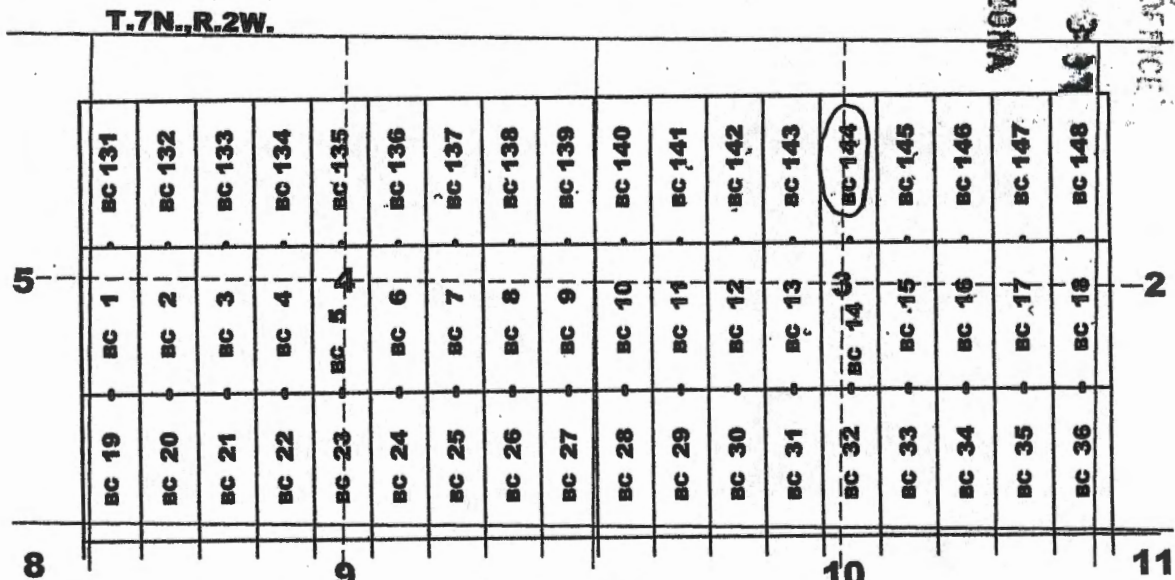 T.7N.,R.2W.
OFFICE
BC 131 BC 132 BC 133 BC 134 BC 135 BC 136 BC 137 BC 138 BC 139 BC 140 BC 141 BC 142 BC 143 BC 144 BC 145 BC 146 BC 147 BC 148
5 4 3 2
BC 1 BC 2 BC 3 BC 4 BC 5 BC 6 BC 7 BC 8 BC 9 BC 10 BC 11 BC 12 BC 13 BC 14 BC 15 BC 16 BC 17 BC 18
BC 19 BC 20 BC 21 BC 22 BC 23 BC 24 BC 25 BC 26 BC 27 BC 28 BC 29 BC 30 BC 31 BC 32 BC 33 BC 34 BC 35 BC 36
8 9 10 11